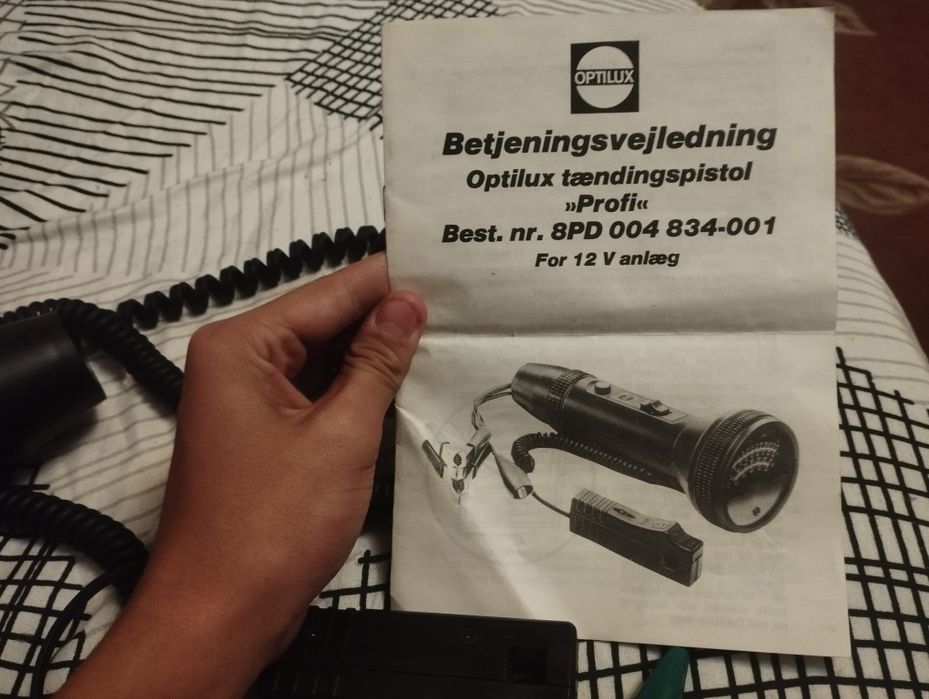 OPTILUX
Betjeningsvejledning
Optilux tændingspistol
»Profi«
Best. nr. 8PD 004 834-001
For 12 V anlæg